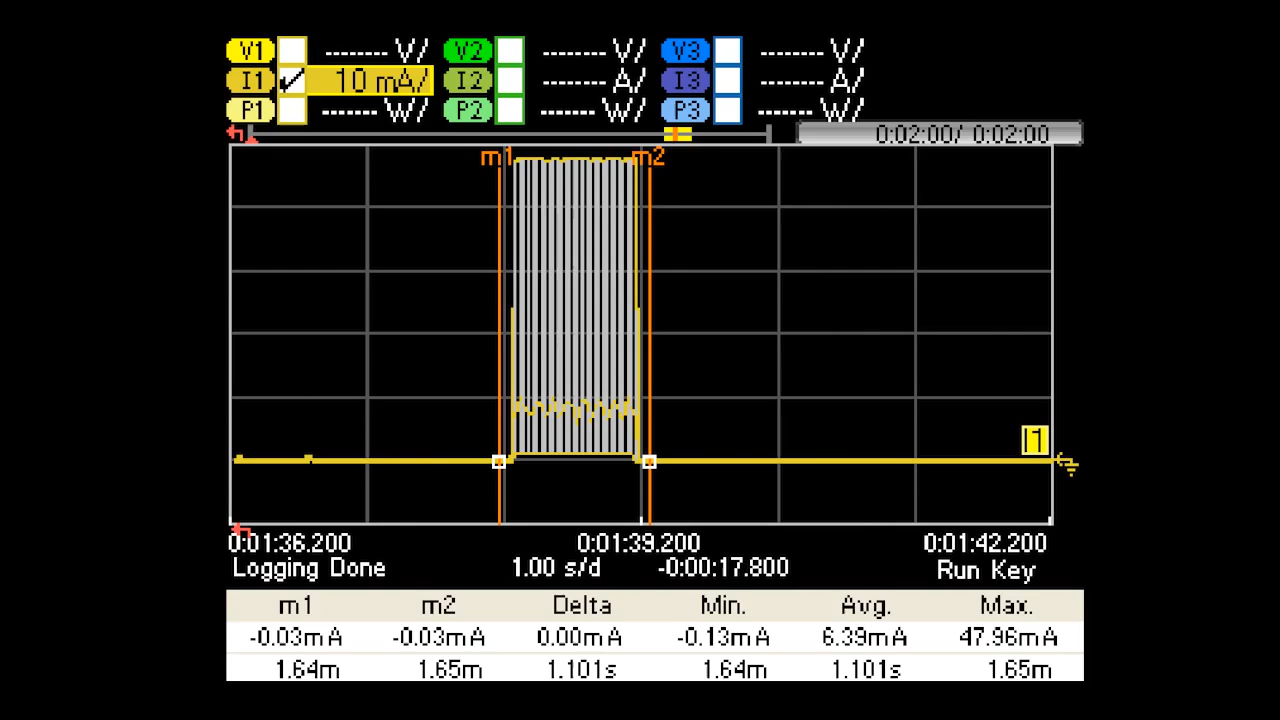 V1 -------- V/ V2 -------- V/ V3 -------- V/
I1 10 mA/ I2 -------- A/ I3 -------- A/
P1 ------- W/ P2 ------- W/ P3 ------- W/
0:02:00/ 0:02:00
m1 m2
I1
0:01:36.200 0:01:39.200 0:01:42.200
Logging Done 1.00 s/d -0:00:17.800 Run Key
m1 m2 Delta Min. Avg. Max.
-0.03mA -0.03mA 0.00mA -0.13mA 6.39mA 47.96mA
1.64m 1.65m 1.101s 1.64m 1.101s 1.65m